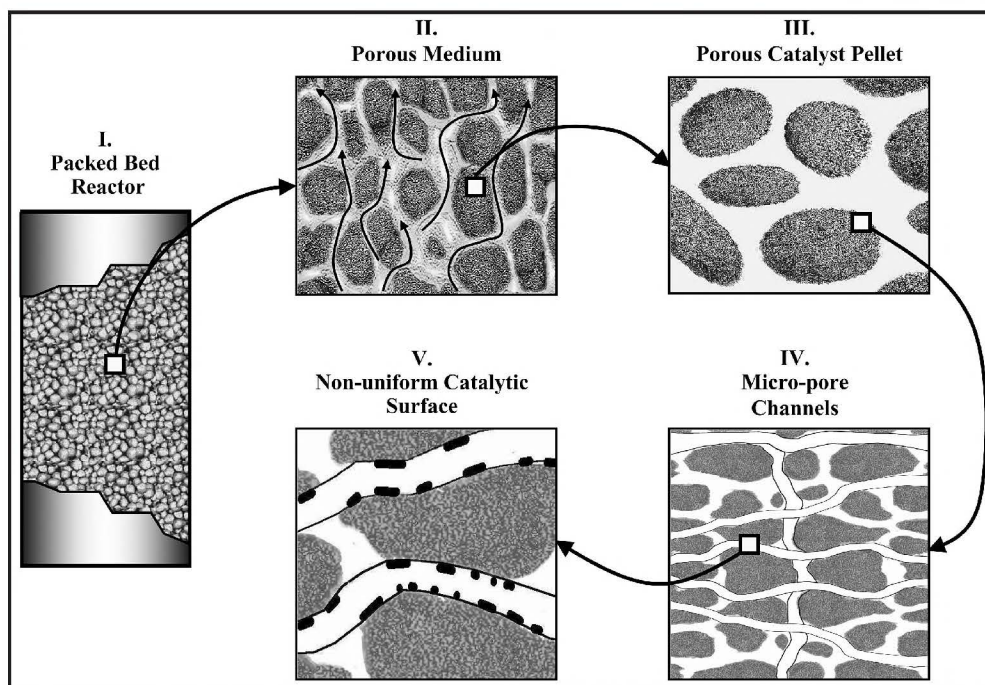 I.
Packed Bed
Reactor
II.
Porous Medium
III.
Porous Catalyst Pellet
IV.
Micro-pore
Channels
V.
Non-uniform Catalytic
Surface